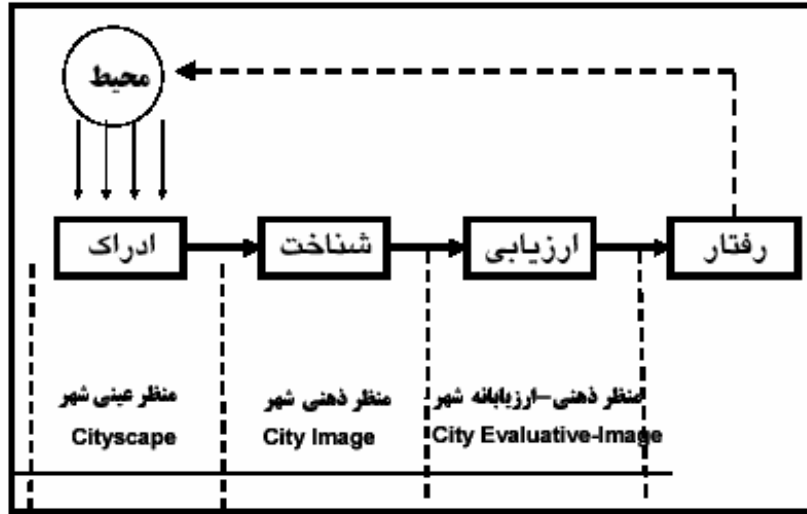 محیط
ادراک
شناخت
ارزیابی
رفتار
منظر عینی شهر
Cityscape
منظر ذهنی شهر
City Image
منظر ذهنی-ارزیابانه شهر
City Evaluative-Image